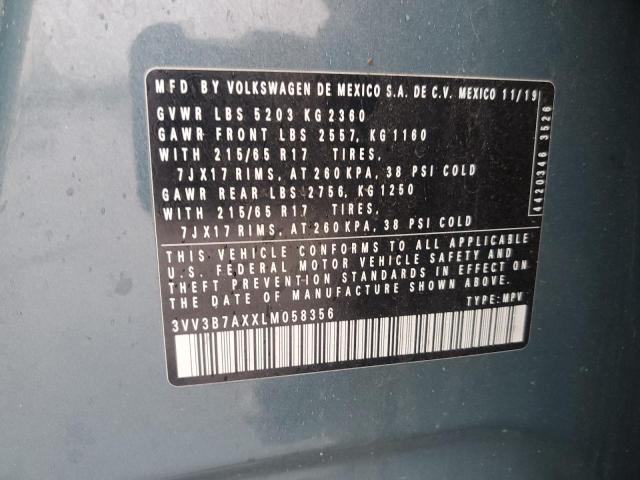 MFD BY VOLKSWAGEN DE MEXICO S.A. DE C.V. MEXICO 11/19
GVWR LBS 5203 KG 2360
GAWR FRONT LBS 2557, KG 1160
WITH 215/65 R17 TIRES,
7JX17 RIMS, AT 260 KPA, 38 PSI COLD
GAWR REAR LBS 2756, KG 1250
WITH 215/65 R17 TIRES,
7JX17 RIMS, AT 260 KPA, 38 PSI COLD
THIS VEHICLE CONFORMS TO ALL APPLICABLE
U.S. FEDERAL MOTOR VEHICLE SAFETY AND
THEFT PREVENTION STANDARDS IN EFFECT ON
THE DATE OF MANUFACTURE SHOWN ABOVE.
3VV3B7AXXLM058356 TYPE: MPV
4420346 3526